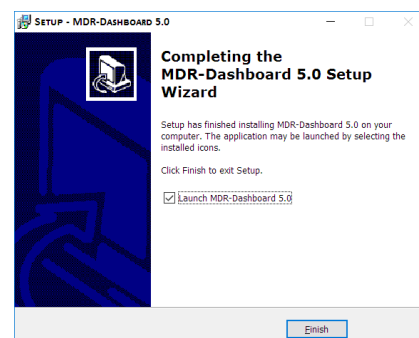 SETUP - MDR-DASHBOARD 5.0
Completing the
MDR-Dashboard 5.0 Setup
Wizard
Setup has finished installing MDR-Dashboard 5.0 on your
computer. The application may be launched by selecting the
installed icons.
Click Finish to exit Setup.
Launch MDR-Dashboard 5.0
Finish